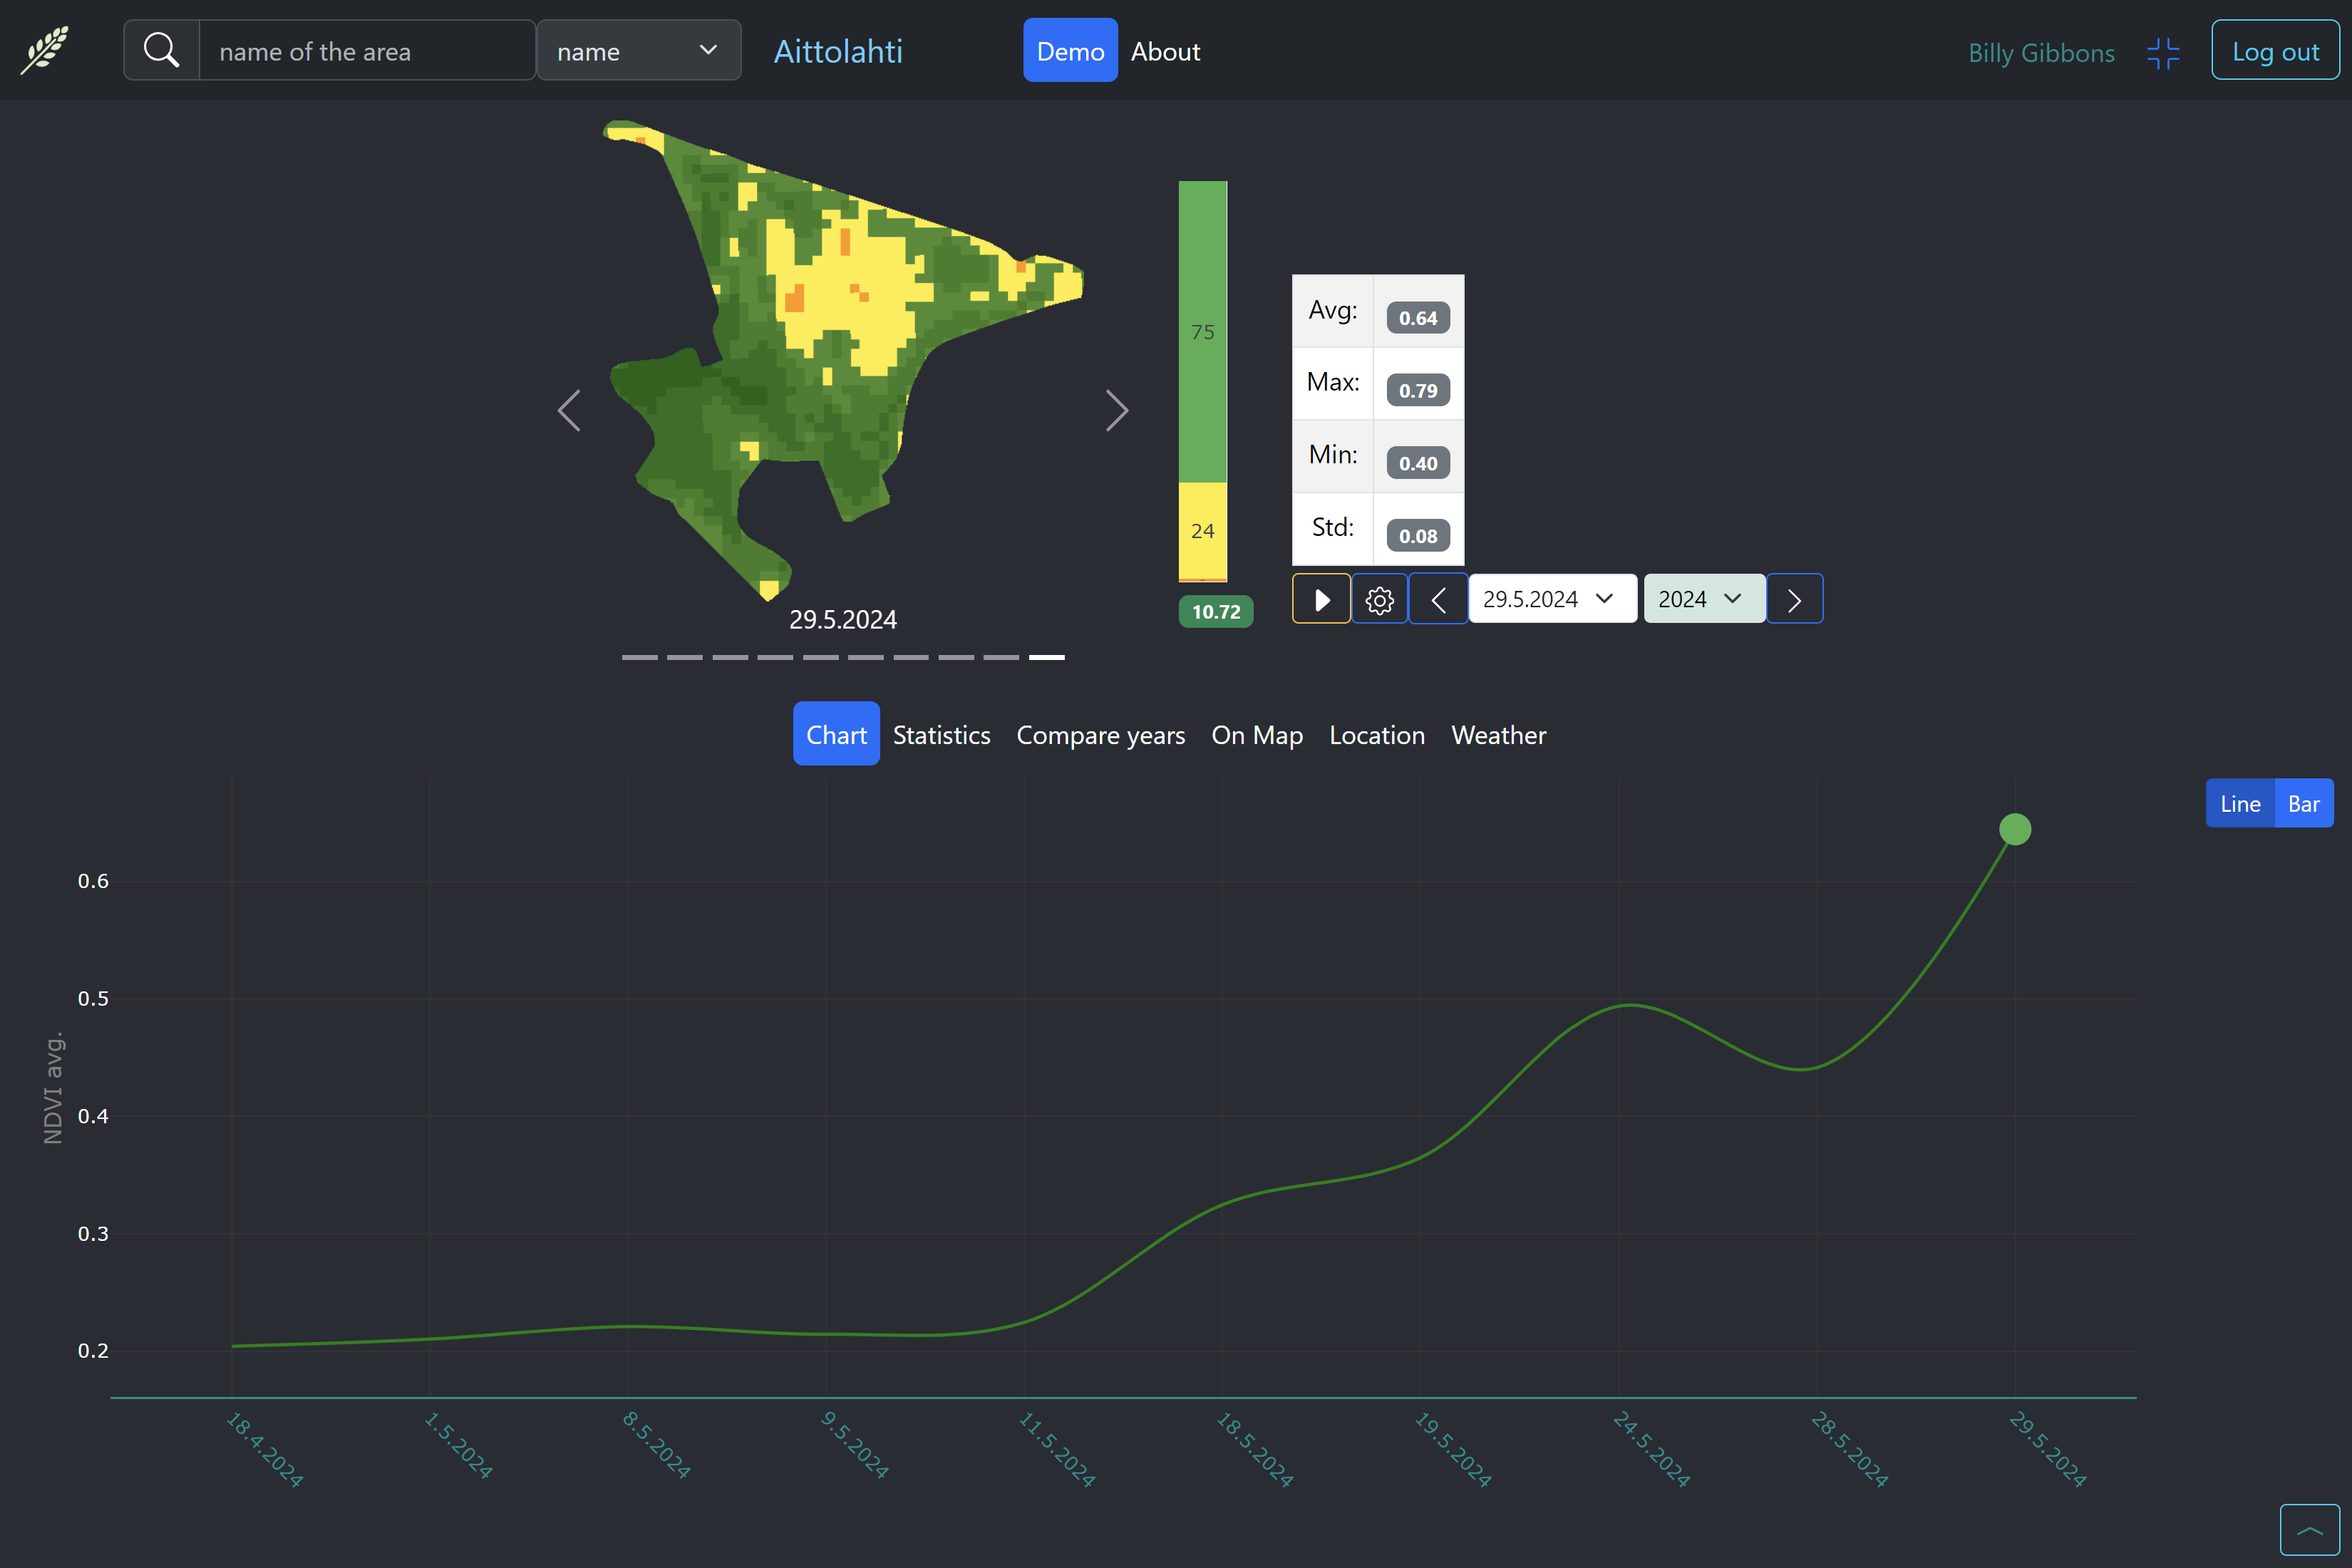 name of the area
name
Aittolahti
Demo
About
Billy Gibbons
Log out
75
24
10.72
Avg: 0.64
Max: 0.79
Min: 0.40
Std: 0.08
29.5.2024
2024
29.5.2024
Chart
Statistics
Compare years
On Map
Location
Weather
Line
Bar
NDVI avg.
0.6
0.5
0.4
0.3
0.2
18.4.2024
1.5.2024
8.5.2024
9.5.2024
11.5.2024
18.5.2024
19.5.2024
24.5.2024
28.5.2024
29.5.2024